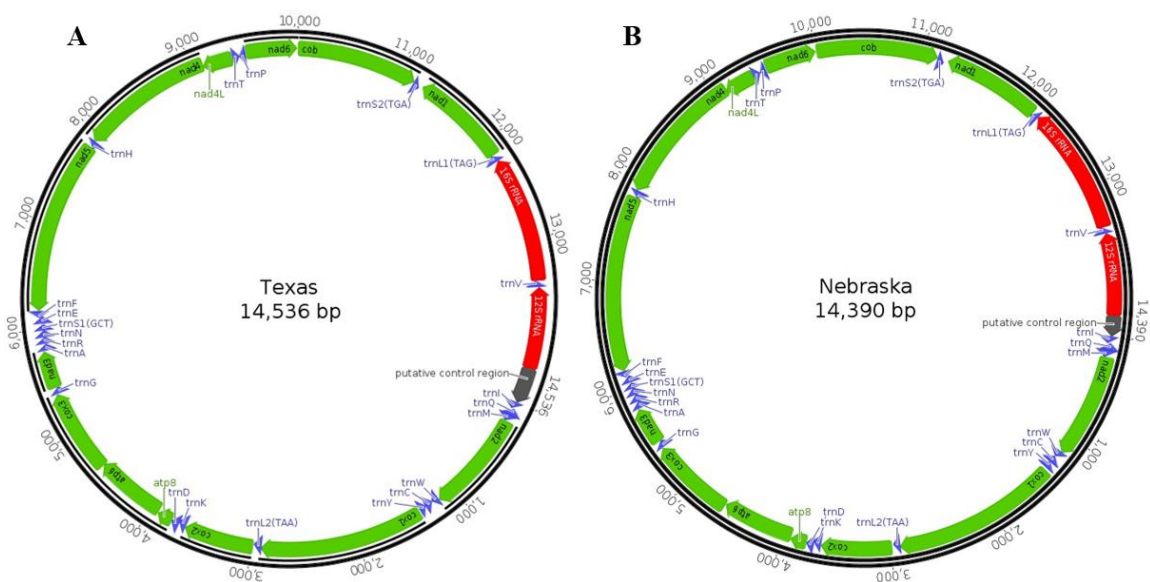 A
10,000
11,000
12,000
13,000
14,536
1,000
2,000
3,000
4,000
5,000
6,000
7,000
8,000
9,000
nad6
cob
trnP
trnT
nad4L
nad4
trnS2(TGA)
nad1
trnL1(TAG)
16S rRNA
trnV
12S rRNA
putative control region
trnI
trnQ
trnM
nad2
trnW
trnC
trnY
cox1
trnL2(TAA)
cox2
trnK
trnD
atp8
atp6
cox3
trnG
nad3
trnA
trnR
trnN
trnS1(GCT)
trnE
trnF
nad5
trnH
Texas
14,536 bp
B
10,000
11,000
12,000
13,000
14,390
1,000
2,000
3,000
4,000
5,000
6,000
7,000
8,000
9,000
nad6
cob
trnP
trnT
nad4L
nad4
trnS2(TGA)
nad1
trnL1(TAG)
16S rRNA
trnV
12S rRNA
putative control region
trnI
trnQ
trnM
nad2
trnW
trnC
trnY
cox1
trnL2(TAA)
cox2
trnK
trnD
atp8
atp6
cox3
trnG
nad3
trnA
trnR
trnN
trnS1(GCT)
trnE
trnF
nad5
trnH
Nebraska
14,390 bp